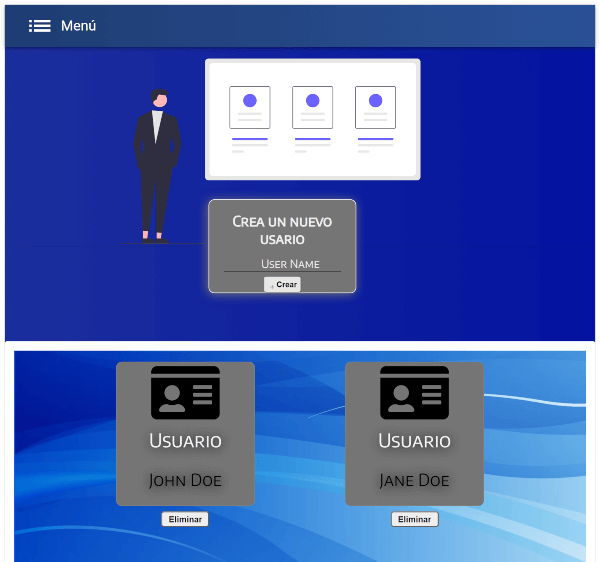 Menú
Crea un nuevo
usario
User Name
+ Crear
Usuario
John Doe
Eliminar
Usuario
Jane Doe
Eliminar